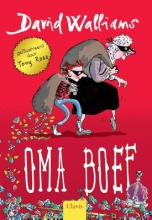 David Walliams
geïllustreerd
door
Tony Ross
OMA BOEF
Clavis